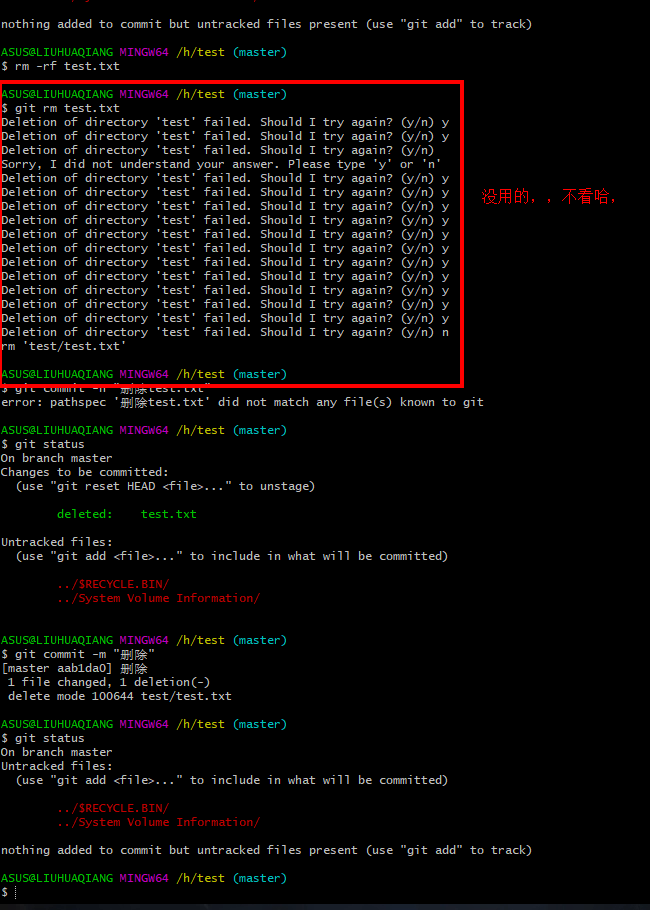 nothing added to commit but untracked files present (use "git add" to track)
ASUS@LIUHUAQIANG MINGW64 /h/test (master)
$ rm -rf test.txt
ASUS@LIUHUAQIANG MINGW64 /h/test (master)
$ git rm test.txt
Deletion of directory 'test' failed. Should I try again? (y/n) y
Deletion of directory 'test' failed. Should I try again? (y/n) y
Deletion of directory 'test' failed. Should I try again? (y/n)
Sorry, I did not understand your answer. Please type 'y' or 'n'
Deletion of directory 'test' failed. Should I try again? (y/n) y
Deletion of directory 'test' failed. Should I try again? (y/n) y
没用的，，不看哈，
Deletion of directory 'test' failed. Should I try again? (y/n) y
Deletion of directory 'test' failed. Should I try again? (y/n) y
Deletion of directory 'test' failed. Should I try again? (y/n) y
Deletion of directory 'test' failed. Should I try again? (y/n) y
Deletion of directory 'test' failed. Should I try again? (y/n) y
Deletion of directory 'test' failed. Should I try again? (y/n) y
Deletion of directory 'test' failed. Should I try again? (y/n) y
Deletion of directory 'test' failed. Should I try again? (y/n) y
Deletion of directory 'test' failed. Should I try again? (y/n) y
Deletion of directory 'test' failed. Should I try again? (y/n) n
rm 'test/test.txt'
ASUS@LIUHUAQIANG MINGW64 /h/test (master)
$ git commit -n "删除test.txt"
error: pathspec '删除test.txt' did not match any file(s) known to git
ASUS@LIUHUAQIANG MINGW64 /h/test (master)
$ git status
On branch master
Changes to be committed:
(use "git reset HEAD <file>..." to unstage)
deleted: test.txt
Untracked files:
(use "git add <file>..." to include in what will be committed)
../$RECYCLE.BIN/
../System Volume Information/
ASUS@LIUHUAQIANG MINGW64 /h/test (master)
$ git commit -m "删除"
[master aab1da0] 删除
1 file changed, 1 deletion(-)
delete mode 100644 test/test.txt
ASUS@LIUHUAQIANG MINGW64 /h/test (master)
$ git status
On branch master
Untracked files:
(use "git add <file>..." to include in what will be committed)
../$RECYCLE.BIN/
../System Volume Information/
nothing added to commit but untracked files present (use "git add" to track)
ASUS@LIUHUAQIANG MINGW64 /h/test (master)
$